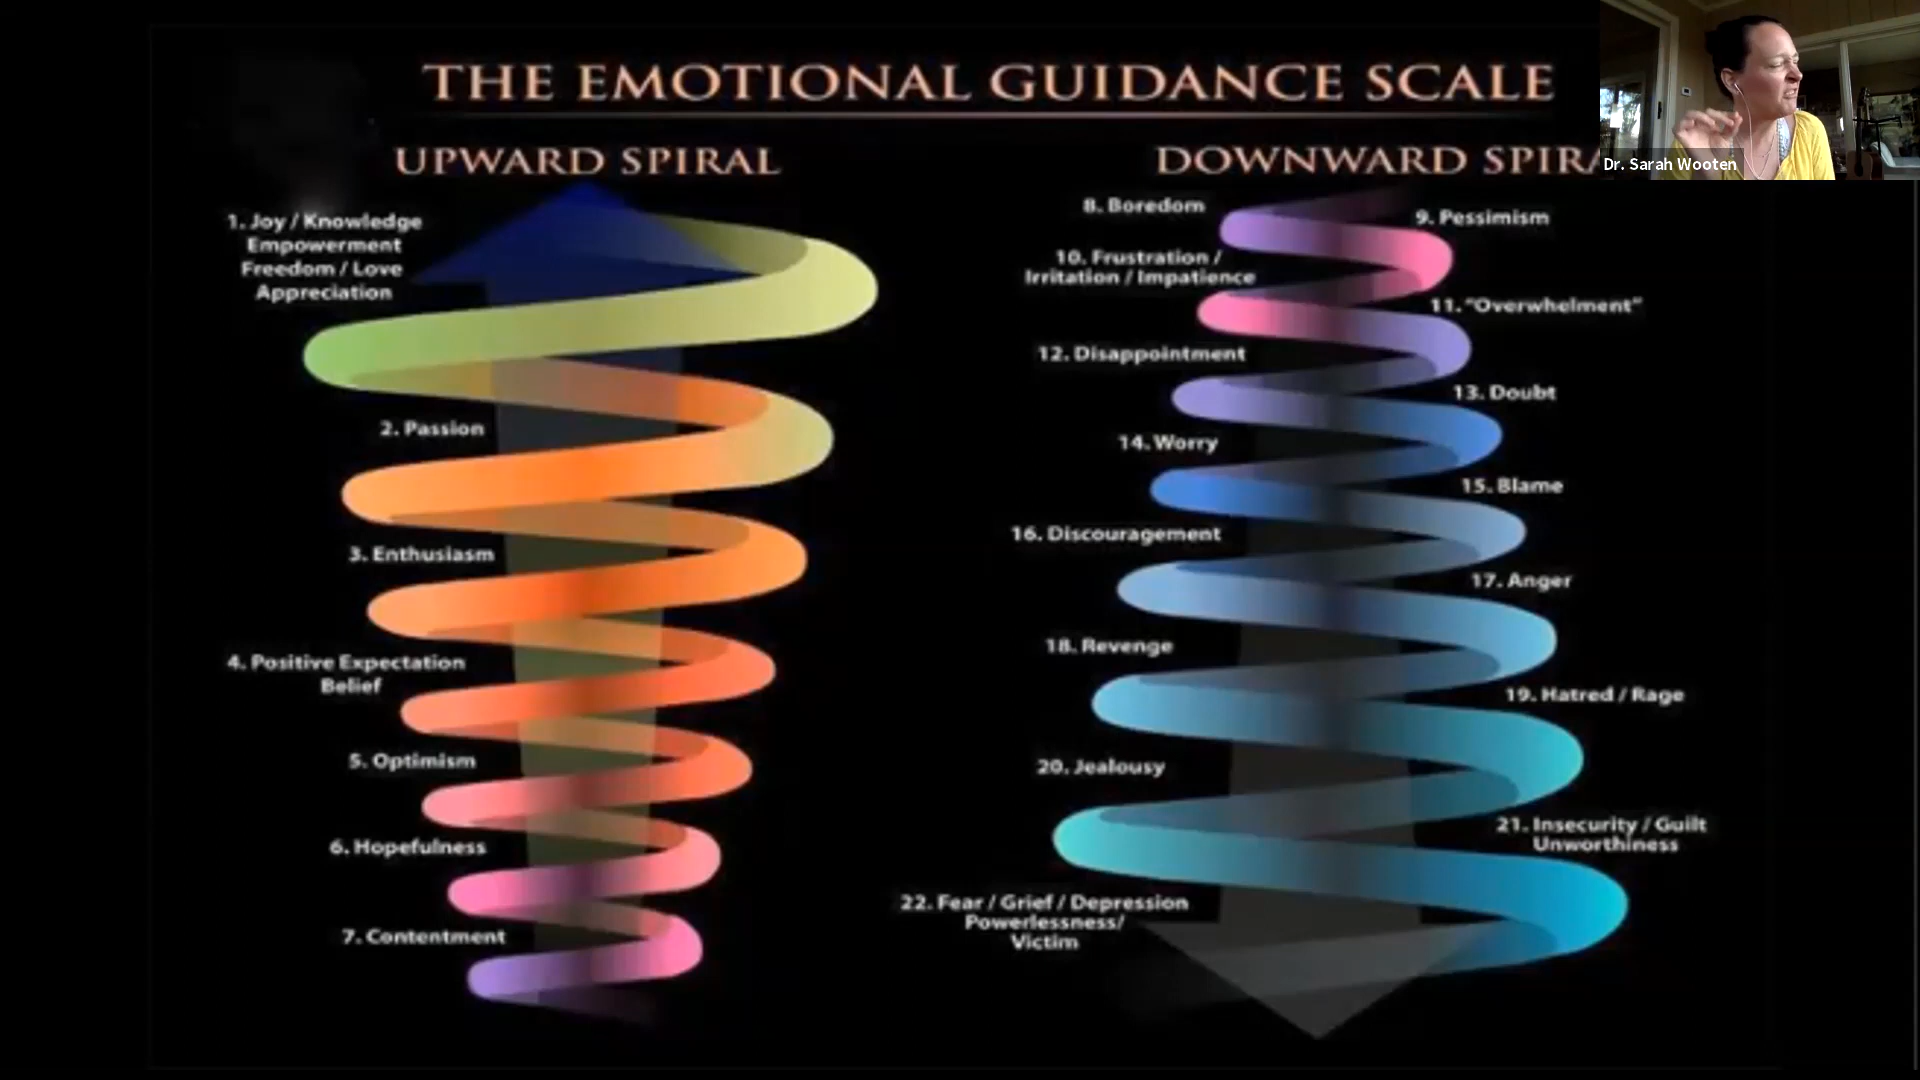 THE EMOTIONAL GUIDANCE SCALE
UPWARD SPIRAL
1. Joy / Knowledge
Empowerment
Freedom / Love
Appreciation
2. Passion
3. Enthusiasm
4. Positive Expectation
Belief
5. Optimism
6. Hopefulness
7. Contentment
DOWNWARD SPIRA
8. Boredom
9. Pessimism
10. Frustration /
Irritation / Impatience
11. "Overwhelment"
12. Disappointment
13. Doubt
14. Worry
15. Blame
16. Discouragement
17. Anger
18. Revenge
19. Hatred / Rage
20. Jealousy
21. Insecurity / Guilt
Unworthiness
22. Fear / Grief / Depression
Powerlessness/
Victim
Dr. Sarah Wooten